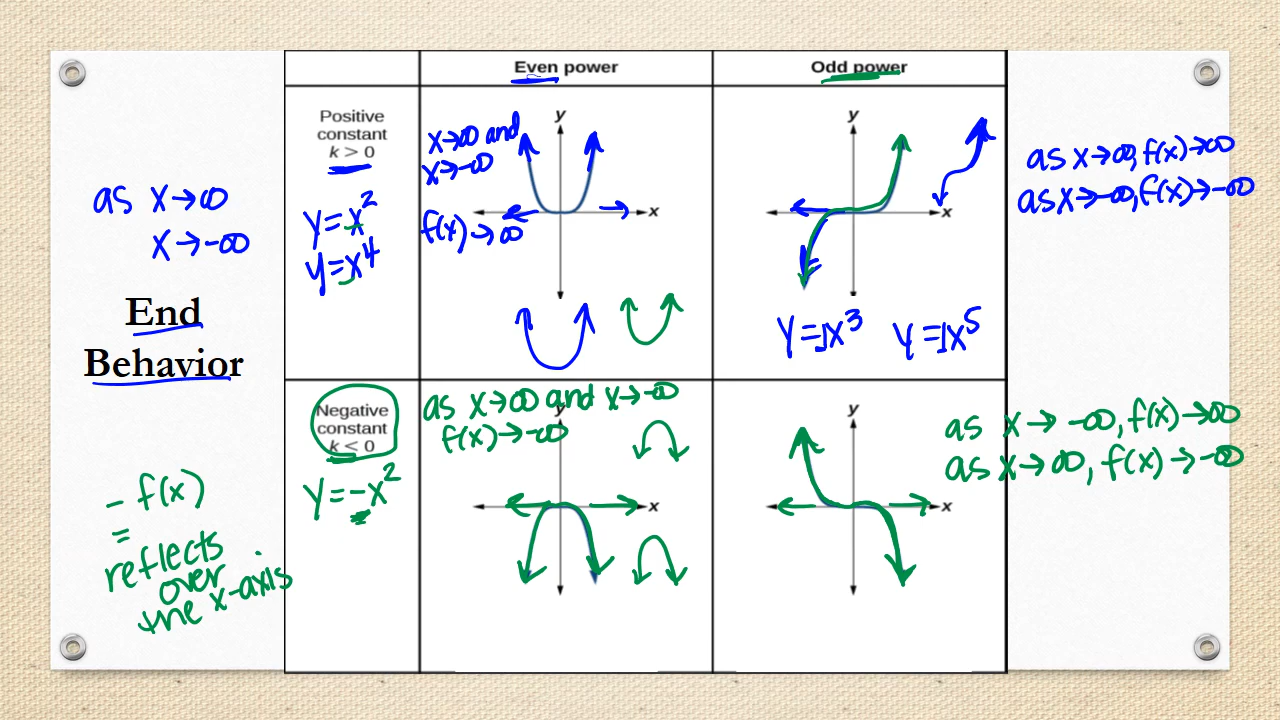 Even power
Odd power
Positive
constant
k > 0
y = x²
y = x⁴
x→∞ and
x→-∞
f(x)→∞
y
x
y
x
y = 1x³
y = 1x⁵
as x→∞, f(x)→∞
as x→-∞, f(x)→-∞
as x→∞
x→-∞
End
Behavior
Negative
constant
k < 0
y = -x²
as x→∞ and x→-∞
f(x)→-∞
y
x
y
x
as x→ -∞, f(x)→∞
as x→∞, f(x)→-∞
- f(x)
=
reflects
over
the x-axis